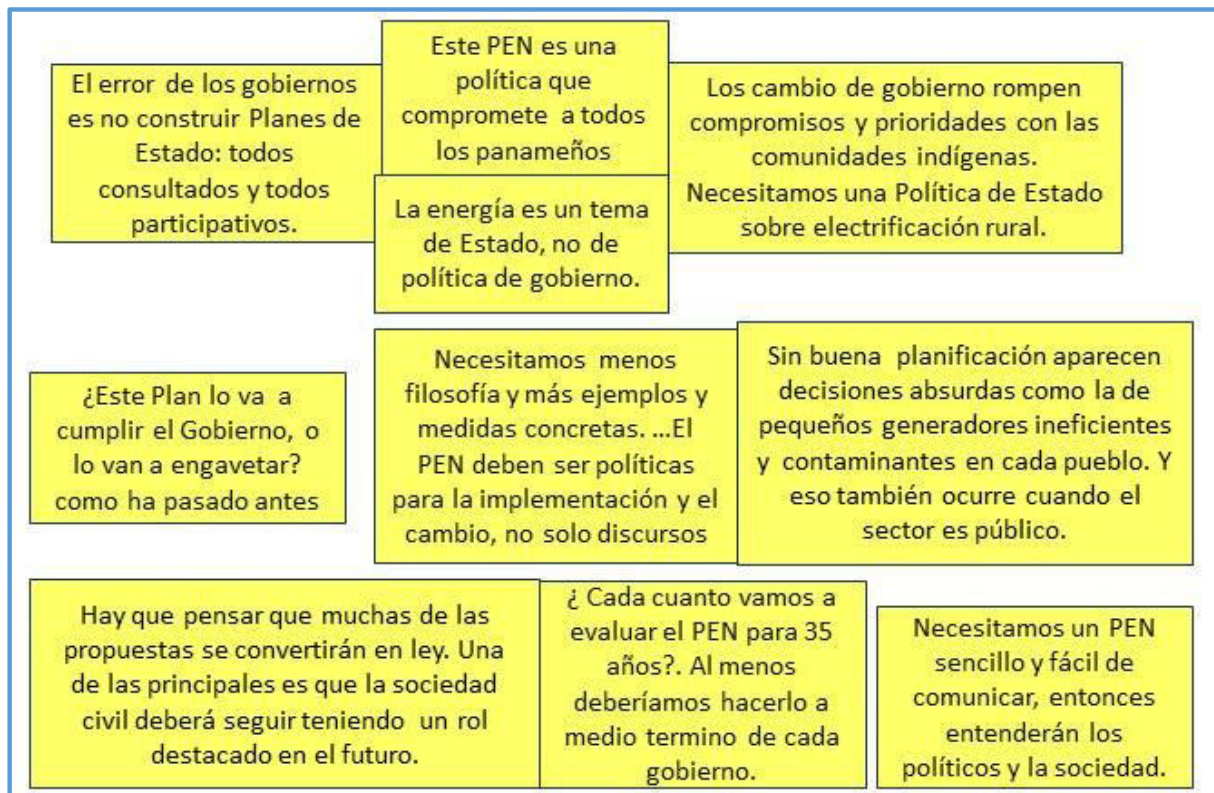 El error de los gobiernos
es no construir Planes de
Estado: todos
consultados y todos
participativos.
Este PEN es una
política que
compromete a todos
los panameños
Los cambio de gobierno rompen
compromisos y prioridades con las
comunidades indígenas.
Necesitamos una Política de Estado
sobre electrificación rural.
La energía es un tema
de Estado, no de
política de gobierno.
¿Este Plan lo va a
cumplir el Gobierno, o
lo van a engavetar?
como ha pasado antes
Necesitamos menos
filosofía y más ejemplos y
medidas concretas. ...El
PEN deben ser políticas
para la implementación y el
cambio, no solo discursos
Sin buena planificación aparecen
decisiones absurdas como la de
pequeños generadores ineficientes
y contaminantes en cada pueblo. Y
eso también ocurre cuando el
sector es público.
Hay que pensar que muchas de las
propuestas se convertirán en ley. Una
de las principales es que la sociedad
civil deberá seguir teniendo un rol
destacado en el futuro.
¿ Cada cuanto vamos a
evaluar el PEN para 35
años?. Al menos
deberíamos hacerlo a
medio termino de cada
gobierno.
Necesitamos un PEN
sencillo y fácil de
comunicar, entonces
entenderán los
políticos y la sociedad.